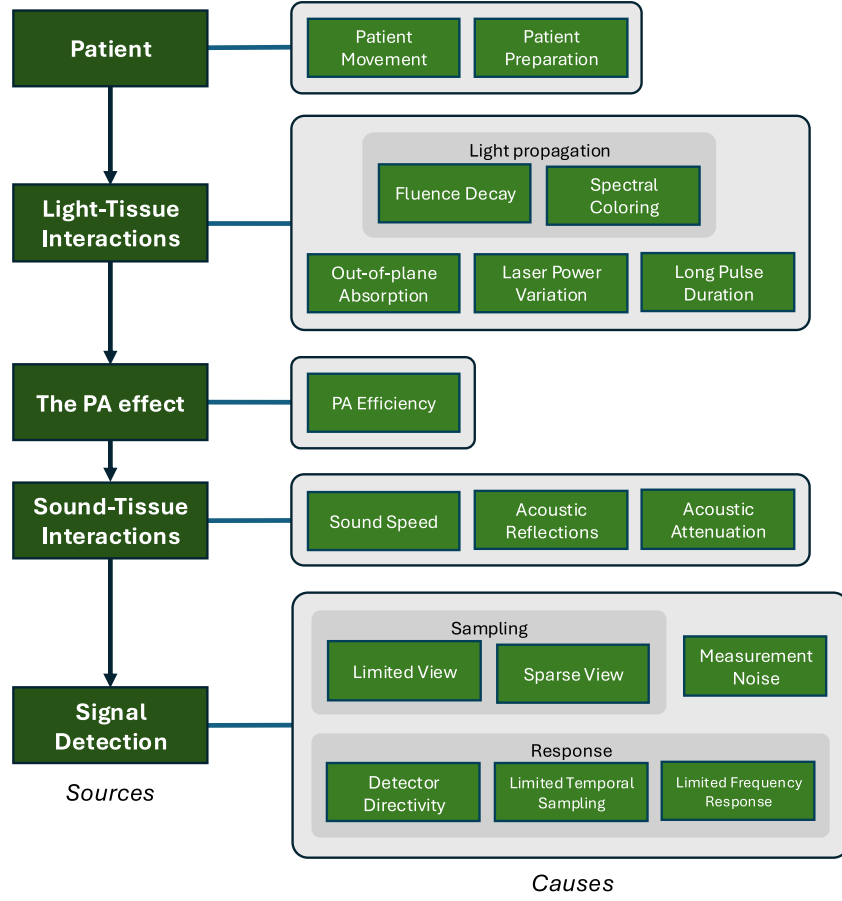 Patient
Patient
Movement
Patient
Preparation
Light-Tissue
Interactions
Light propagation
Fluence Decay
Spectral
Coloring
Out-of-plane
Absorption
Laser Power
Variation
Long Pulse
Duration
The PA effect
PA Efficiency
Sound-Tissue
Interactions
Sound Speed
Acoustic
Reflections
Acoustic
Attenuation
Signal
Detection
Sampling
Limited View
Sparse View
Measurement
Noise
Response
Detector
Directivity
Limited Temporal
Sampling
Limited Frequency
Response
Sources
Causes